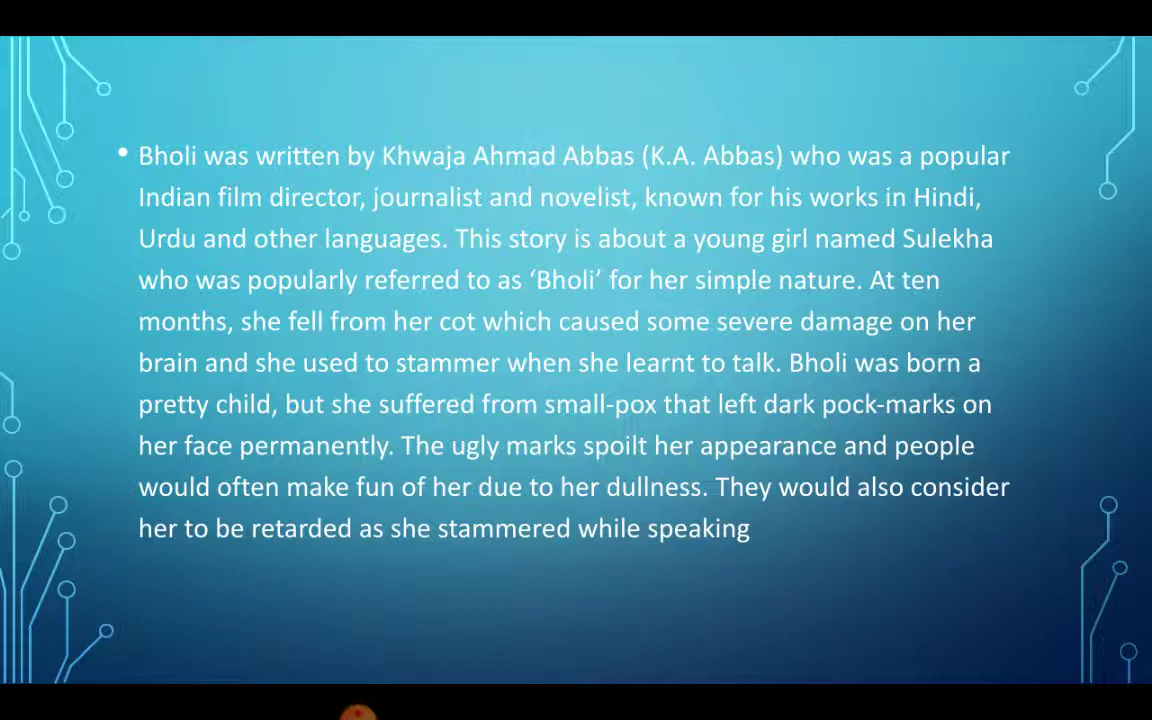 • Bholi was written by Khwaja Ahmad Abbas (K.A. Abbas) who was a popular
Indian film director, journalist and novelist, known for his works in Hindi,
Urdu and other languages. This story is about a young girl named Sulekha
who was popularly referred to as ‘Bholi’ for her simple nature. At ten
months, she fell from her cot which caused some severe damage on her
brain and she used to stammer when she learnt to talk. Bholi was born a
pretty child, but she suffered from small-pox that left dark pock-marks on
her face permanently. The ugly marks spoilt her appearance and people
would often make fun of her due to her dullness. They would also consider
her to be retarded as she stammered while speaking